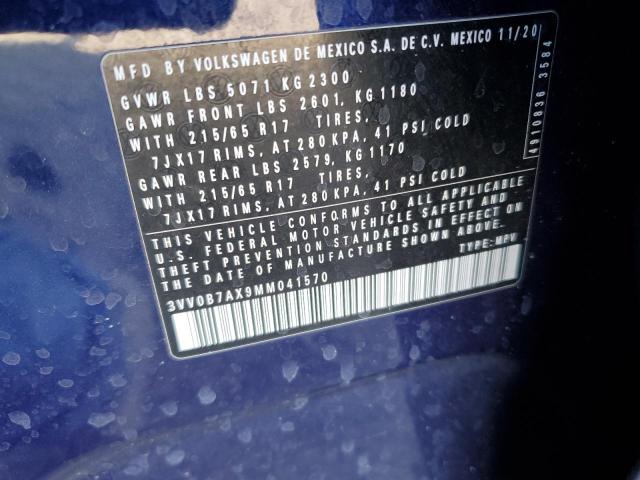 MFD BY VOLKSWAGEN DE MEXICO S.A. DE C.V. MEXICO 11/20
GVWR LBS 5071 KG 2300
GAWR FRONT LBS 2601, KG 1180
WITH 215/65 R17 TIRES,
7JX17 RIMS, AT 280 KPA, 41 PSI COLD
GAWR REAR LBS 2579, KG 1170
WITH 215/65 R17 TIRES,
7JX17 RIMS, AT 280 KPA, 41 PSI COLD
THIS VEHICLE CONFORMS TO ALL APPLICABLE
U.S. FEDERAL MOTOR VEHICLE SAFETY AND
THEFT PREVENTION STANDARDS IN EFFECT ON
THE DATE OF MANUFACTURE SHOWN ABOVE.
TYPE: MPV
3VV0B7AX9MM041570
4910836 3584